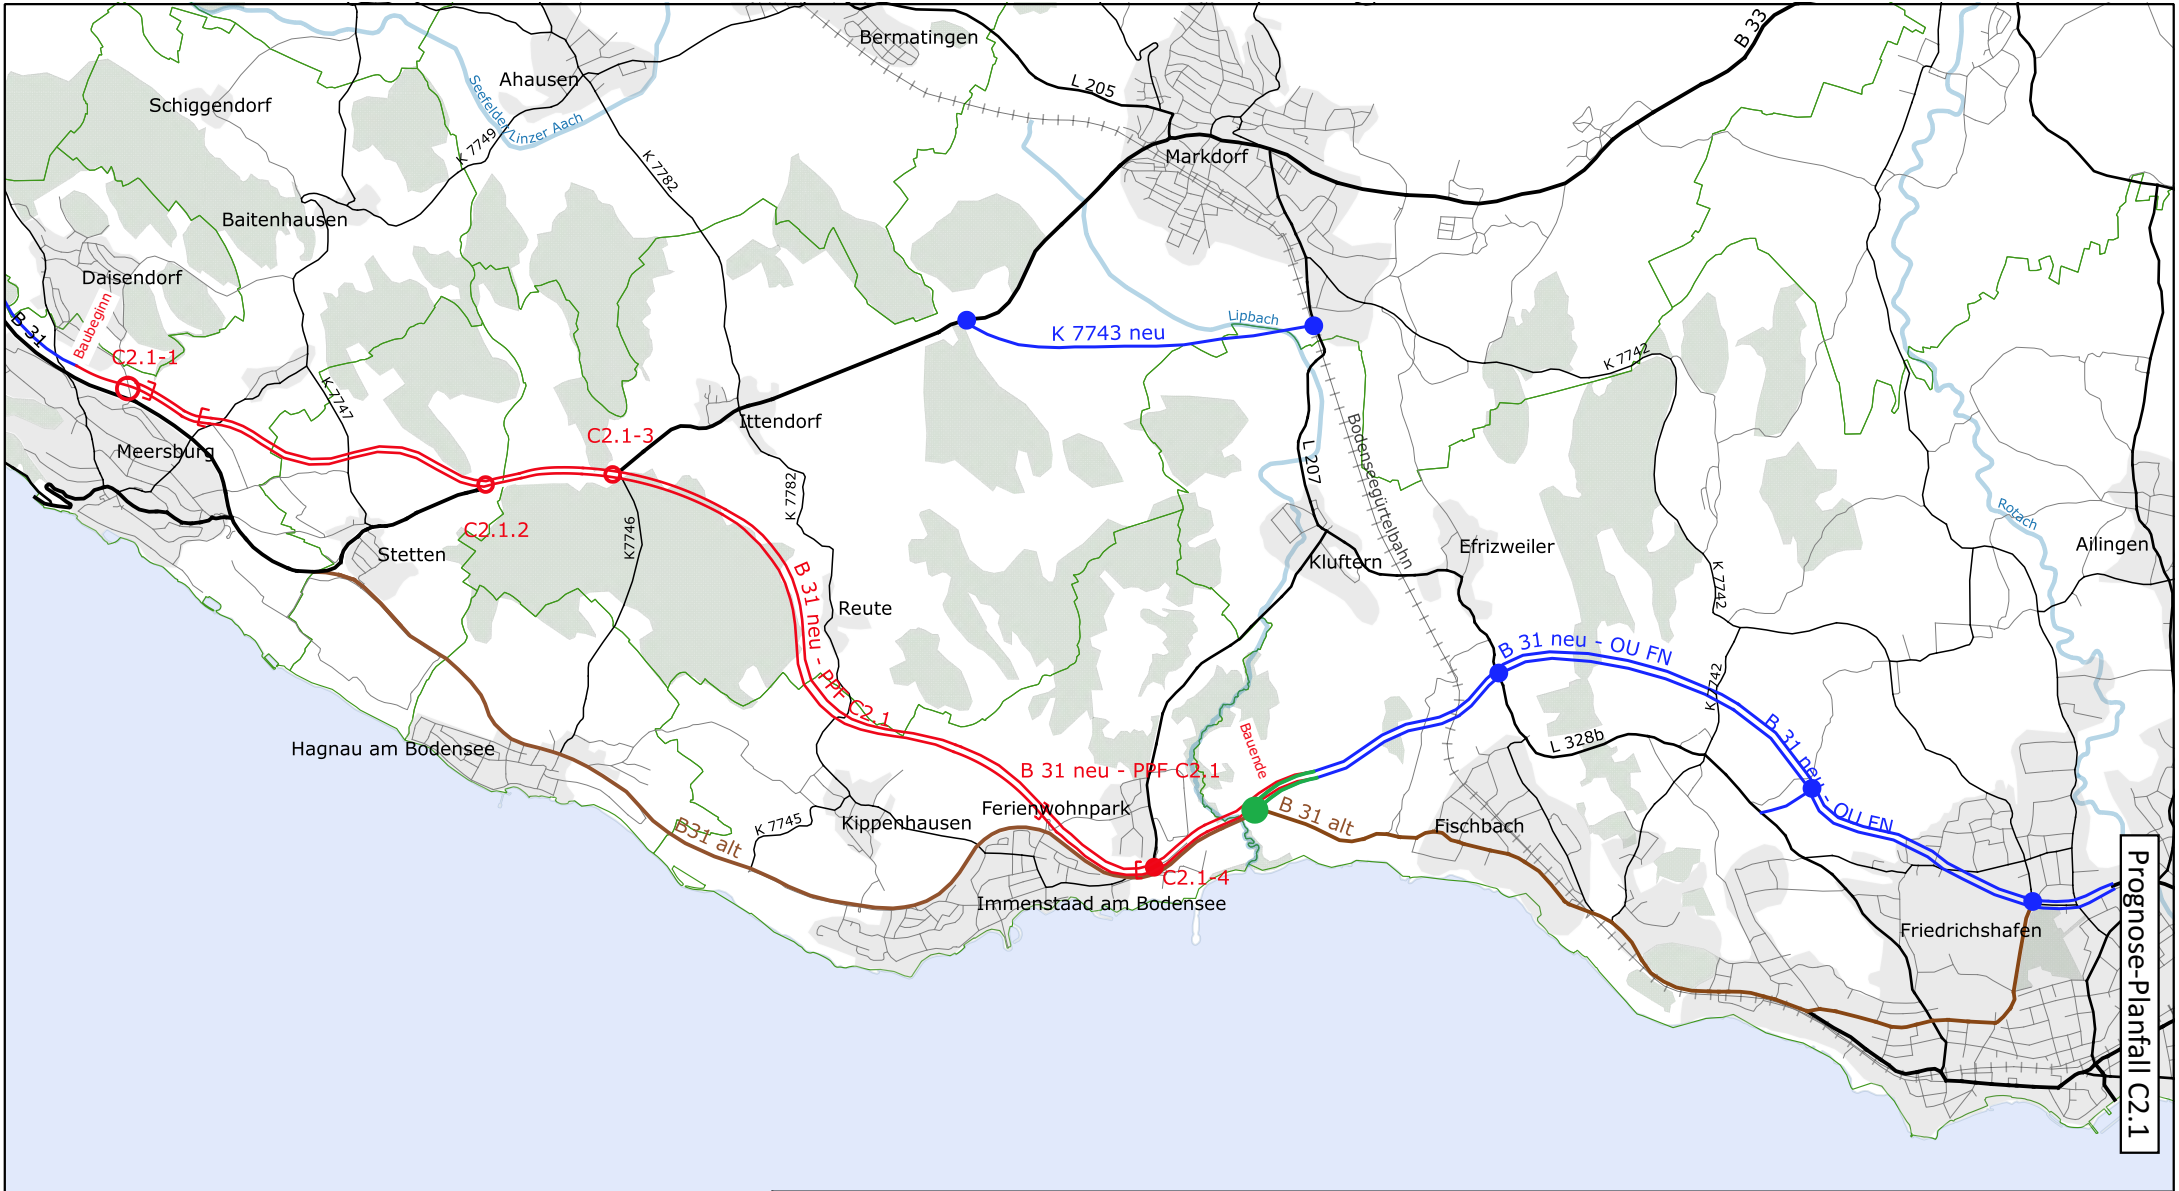 Bermatingen
B 33
Ahausen
L 205
Schiggendorf
Seefelder/Linzer Aach
K 7749
K 7782
Markdorf
Baitenhausen
Daisendorf
Baubeginn
B 31
Lipbach
K 7743 neu
C2.1-1
K 7742
K 7747
Ittendorf
C2.1-3
Meersburg
Bodenseegürtelbahn
L 207
K 7782
C2.1.2
K7746
Rotach
Stetten
Kluftern
Efrizweiler
Ailingen
K 7742
B 31 neu - PPF C2.1
Reute
B 31 neu - OU FN
K 7742
Hagnau am Bodensee
Bauende
L 328b
B 31 neu - OU FN
B 31 neu - PPF C2.1
Ferienwohnpark
B 31 alt
K 7745
Kippenhausen
Fischbach
B31 alt
C2.1-4
Immenstaad am Bodensee
Friedrichshafen
Prognose-Planfall C2.1